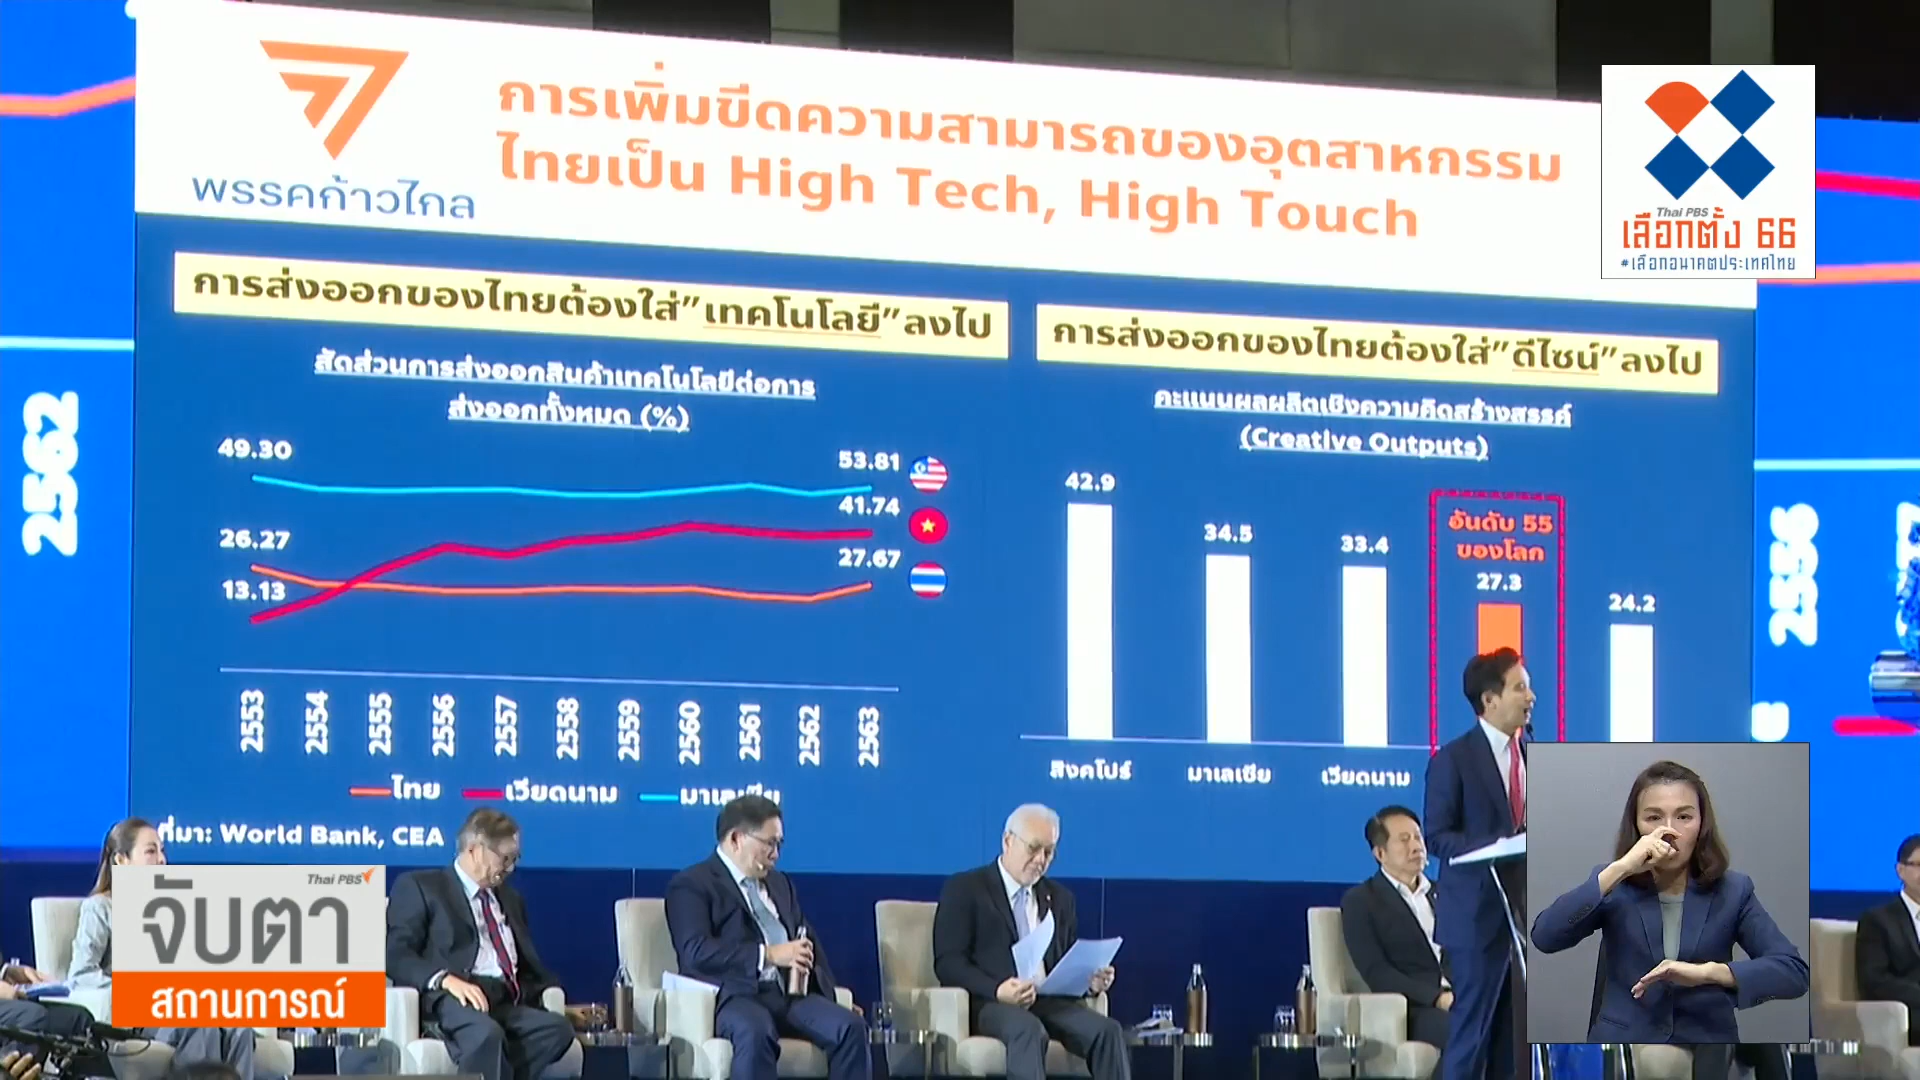 พรรคก้าวไกล
การเพิ่มขีดความสามารถของอุตสาหกรรม
ไทยเป็น High Tech, High Touch
Thai PBS
เลือกตั้ง 66
#เลือกอนาคตประเทศไทย
การส่งออกของไทยต้องใส่"เทคโนโลยี"ลงไป
สัดส่วนการส่งออกสินค้าเทคโนโลยีต่อการ
ส่งออกทั้งหมด (%)
49.30
53.81
41.74
26.27
27.67
13.13
2553
2554
2555
2556
2557
2558
2559
2560
2561
2562
2563
ไทย
เวียดนาม
มาเลเซีย
ที่มา: World Bank, CEA
การส่งออกของไทยต้องใส่"ดีไซน์"ลงไป
คะแนนผลผลิตเชิงความคิดสร้างสรรค์
(Creative Outputs)
42.9
34.5
33.4
อันดับ 55
ของโลก
27.3
24.2
สิงคโปร์
มาเลเซีย
เวียดนาม
2562
2556
Thai PBS
จับตา
สถานการณ์